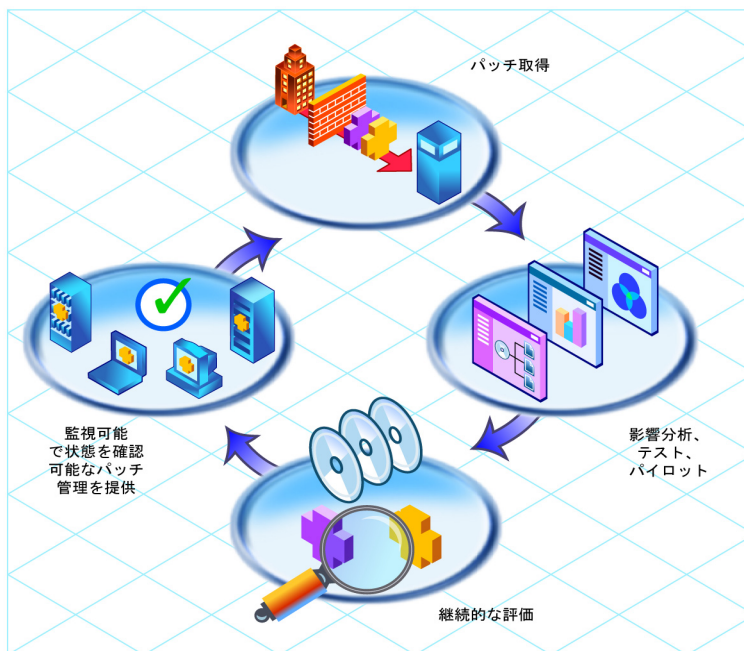 パッチ取得
影響分析、
テスト、
パイロット
継続的な評価
監視可能
で状態を確認
可能なパッチ
管理を提供